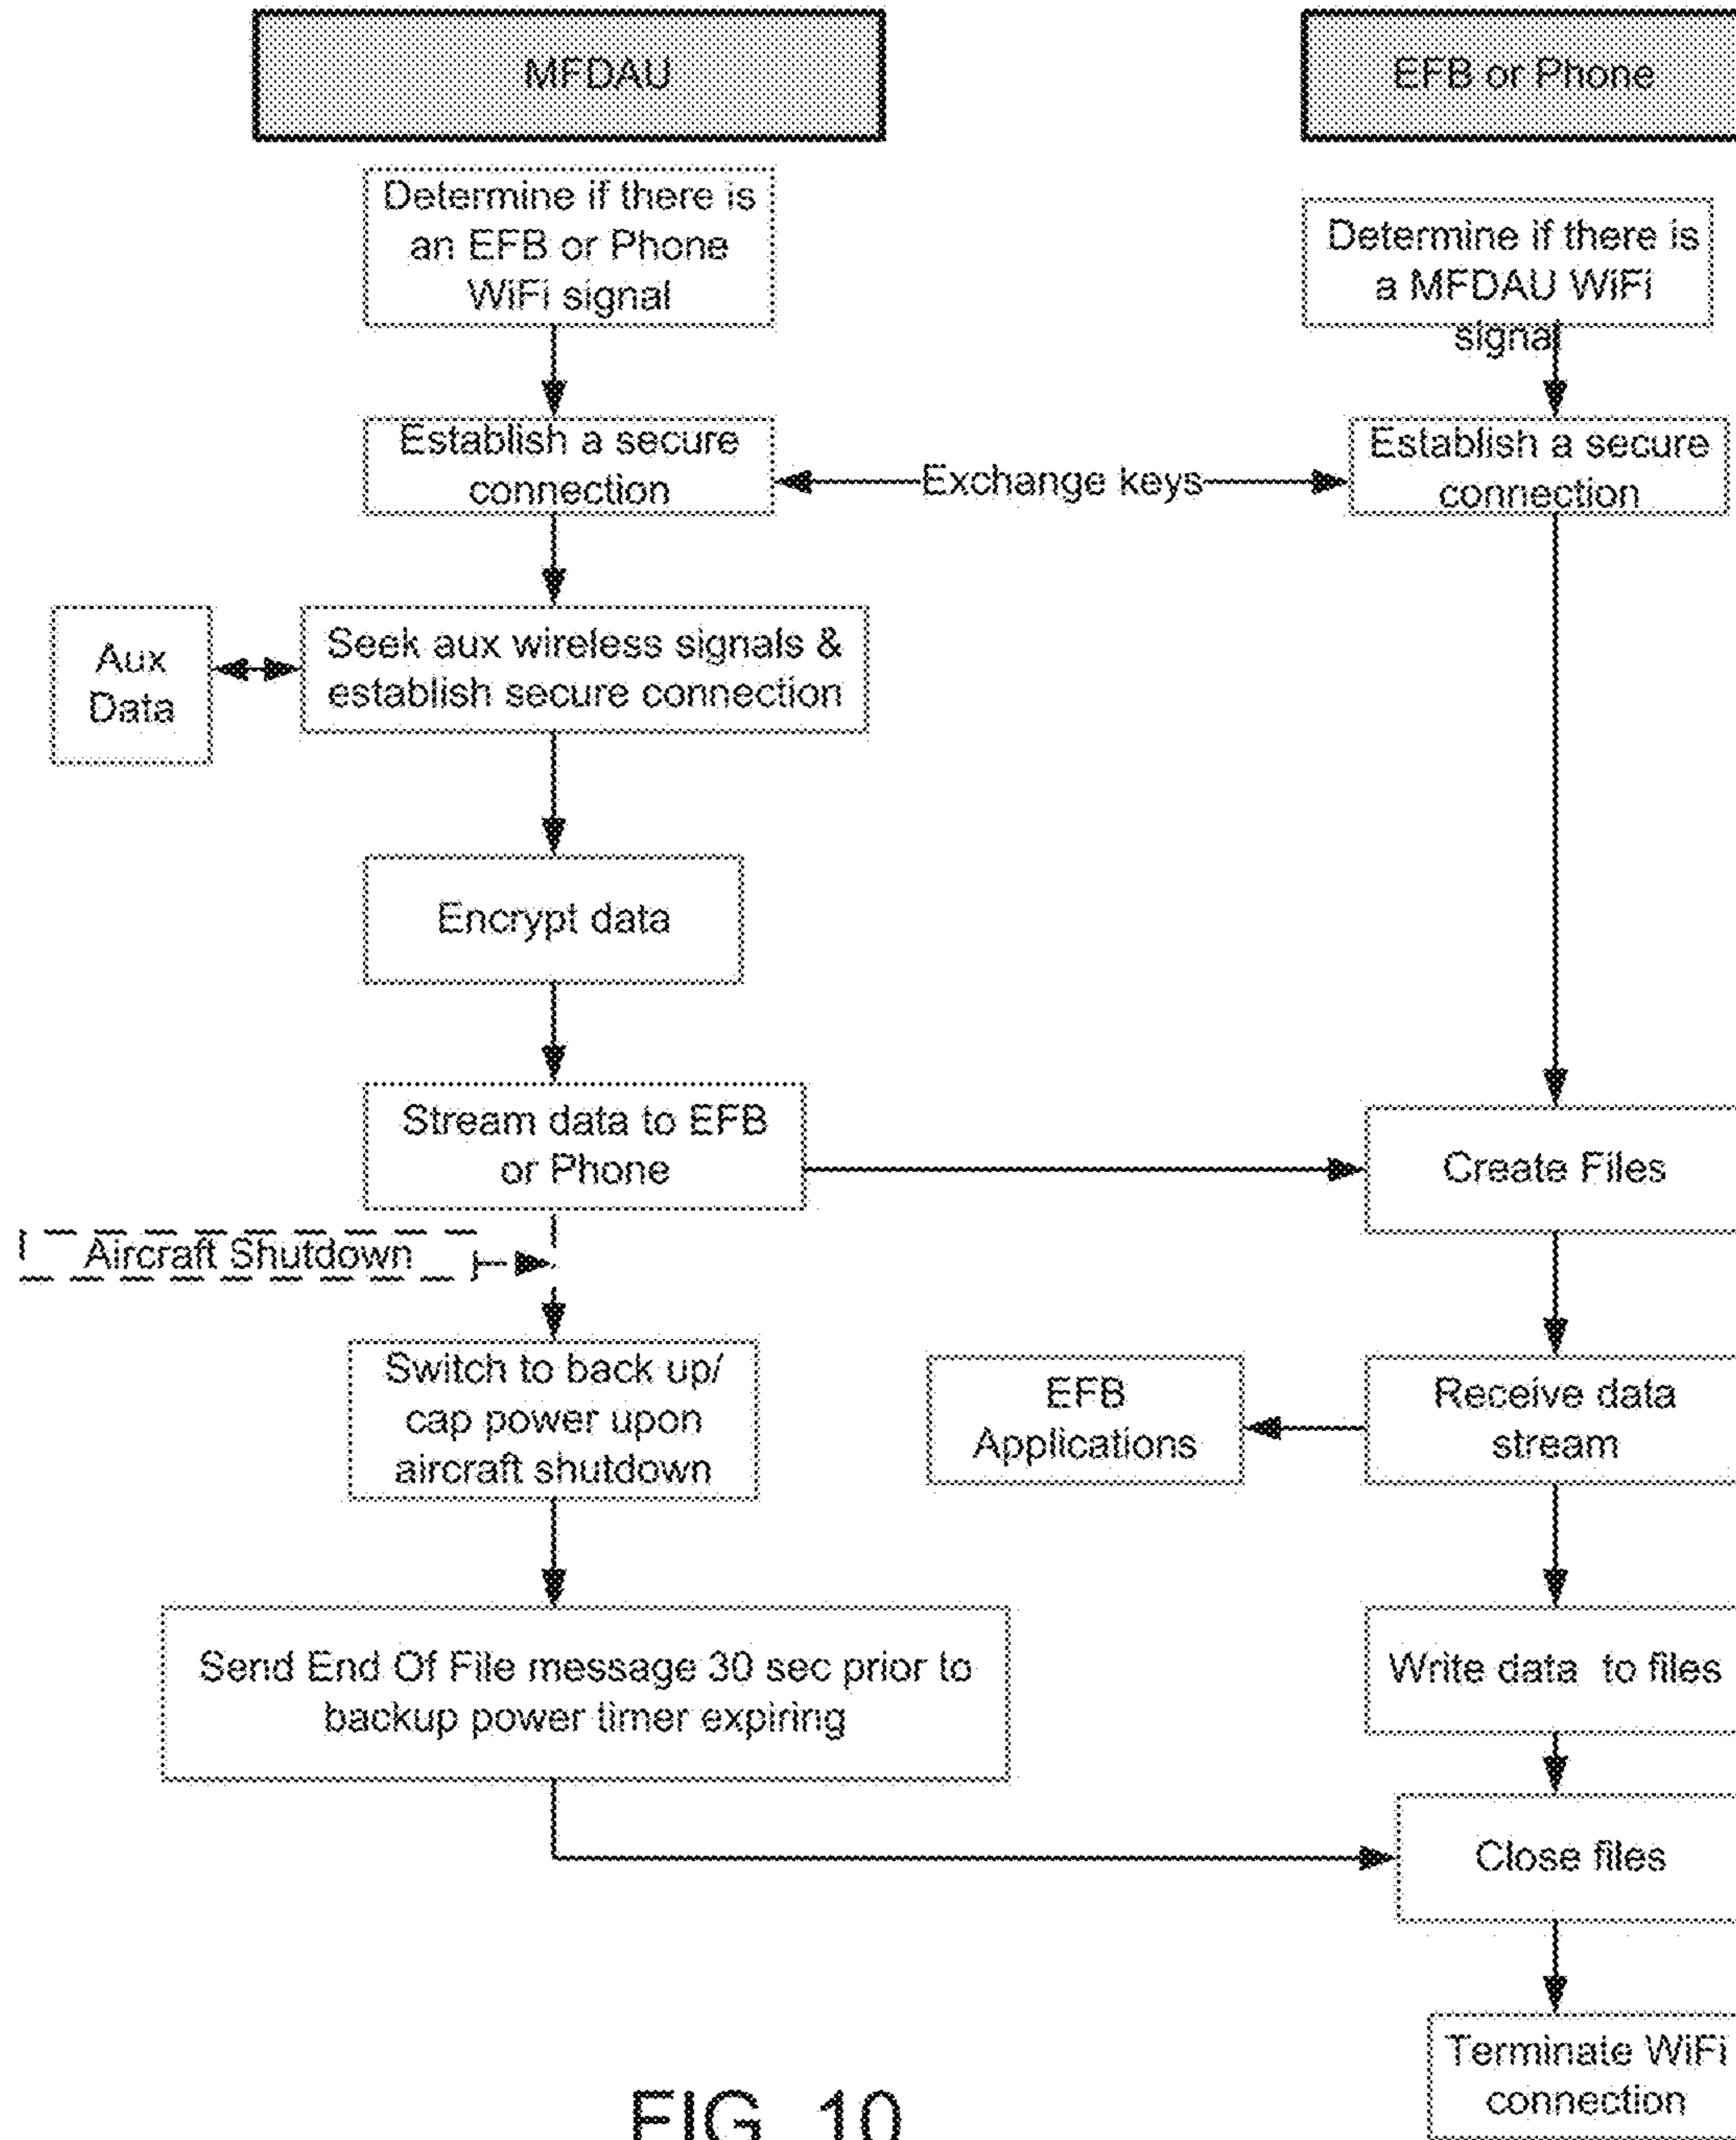 MFDAU
EFB or Phone
Determine if there is
an EFB or Phone
WiFi signal
Determine if there is
a MFDAU WiFi
signal
Establish a secure
connection
Exchange keys
Establish a secure
connection
Aux
Data
Seek aux wireless signals &
establish secure connection
Encrypt data
Stream data to EFB
or Phone
Create Files
Aircraft Shutdown
Switch to back up/
cap power upon
aircraft shutdown
EFB
Applications
Receive data
stream
Send End Of File message 30 sec prior to
backup power timer expiring
Write data to files
Close files
Terminate WiFi
connection
FIG. 10